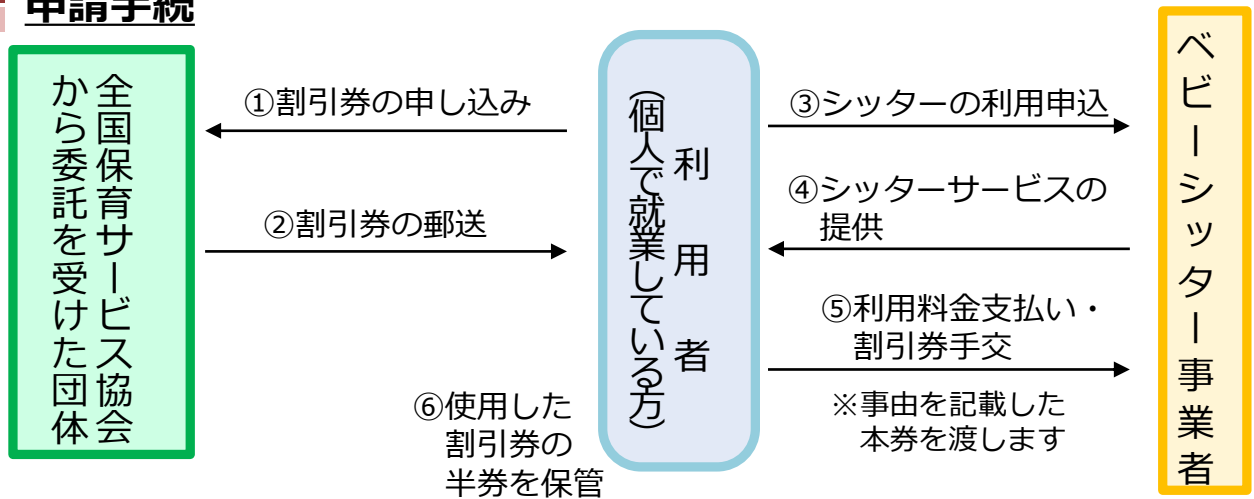 申請手続
全国保育サービス協会
から委託を受けた団体
①割引券の申し込み
②割引券の郵送
利用者
(個人で就業している方)
③シッターの利用申込
④シッターサービスの
提供
⑤利用料金支払い・
割引券手交
※事由を記載した
本券を渡します
⑥使用した
割引券の
半券を保管
ベビーシッター事業者